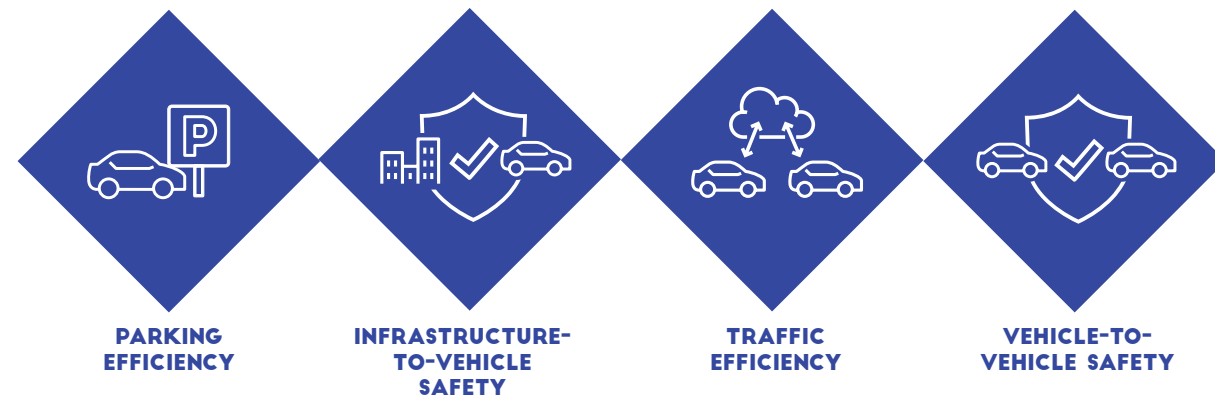 P
PARKING
EFFICIENCY
INFRASTRUCTURE-
TO-VEHICLE
SAFETY
TRAFFIC
EFFICIENCY
VEHICLE-TO-
VEHICLE SAFETY